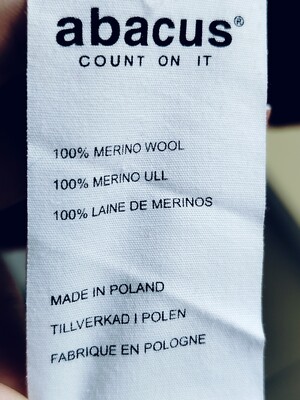 abacus®
COUNT ON IT
100% MERINO WOOL
100% MERINO ULL
100% LAINE DE MERINOS
MADE IN POLAND
TILLVERKAD I POLEN
FABRIQUE EN POLOGNE